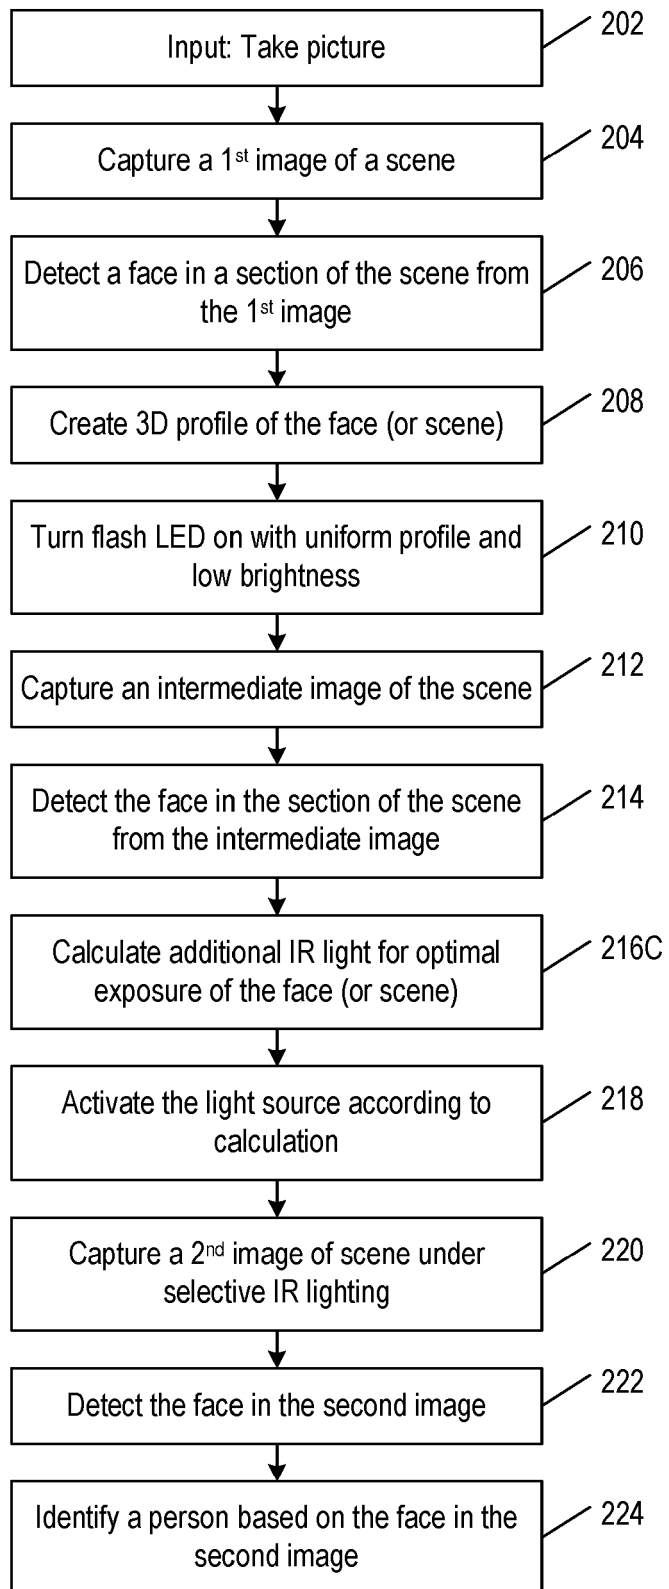 Input: Take picture
202
Capture a 1st image of a scene
204
Detect a face in a section of the scene from
the 1st image
206
Create 3D profile of the face (or scene)
208
Turn flash LED on with uniform profile and
low brightness
210
Capture an intermediate image of the scene
212
Detect the face in the section of the scene
from the intermediate image
214
Calculate additional IR light for optimal
exposure of the face (or scene)
216C
Activate the light source according to
calculation
218
Capture a 2nd image of scene under
selective IR lighting
220
Detect the face in the second image
222
Identify a person based on the face in the
second image
224